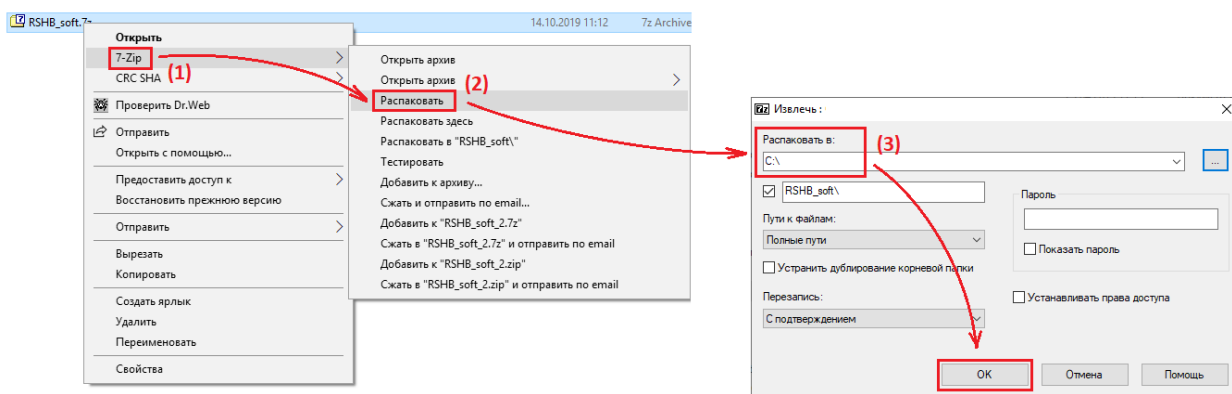 RSHB_soft.7z 14.10.2019 11:12 7z Archive
Открыть
7-Zip
(1)
CRC SHA
Проверить Dr.Web
Отправить
Открыть с помощью...
Предоставить доступ к
Восстановить прежнюю версию
Отправить
Вырезать
Копировать
Создать ярлык
Удалить
Переименовать
Свойства
Открыть архив
Открыть архив
(2)
Распаковать
Распаковать здесь
Распаковать в "RSHB_soft\"
Тестировать
Добавить к архиву...
Сжать и отправить по email...
Добавить к "RSHB_soft_2.7z"
Сжать в "RSHB_soft_2.7z" и отправить по email
Добавить к "RSHB_soft_2.zip"
Сжать в "RSHB_soft_2.zip" и отправить по email
7z Извлечь :
Распаковать в:
(3)
C:\
...
RSHB_soft\
Пути к файлам:
Полные пути
Устранить дублирование корневой папки
Перезапись:
С подтверждением
Пароль
Показать пароль
Устанавливать права доступа
OK Отмена Помощь